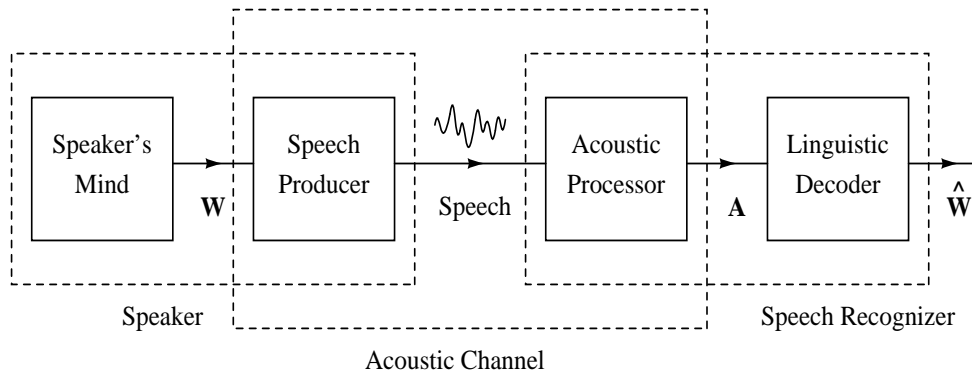 Speaker's
Mind
W
Speech
Producer
Speech
Acoustic
Processor
A
Linguistic
Decoder
Ŵ
Speaker
Speech Recognizer
Acoustic Channel